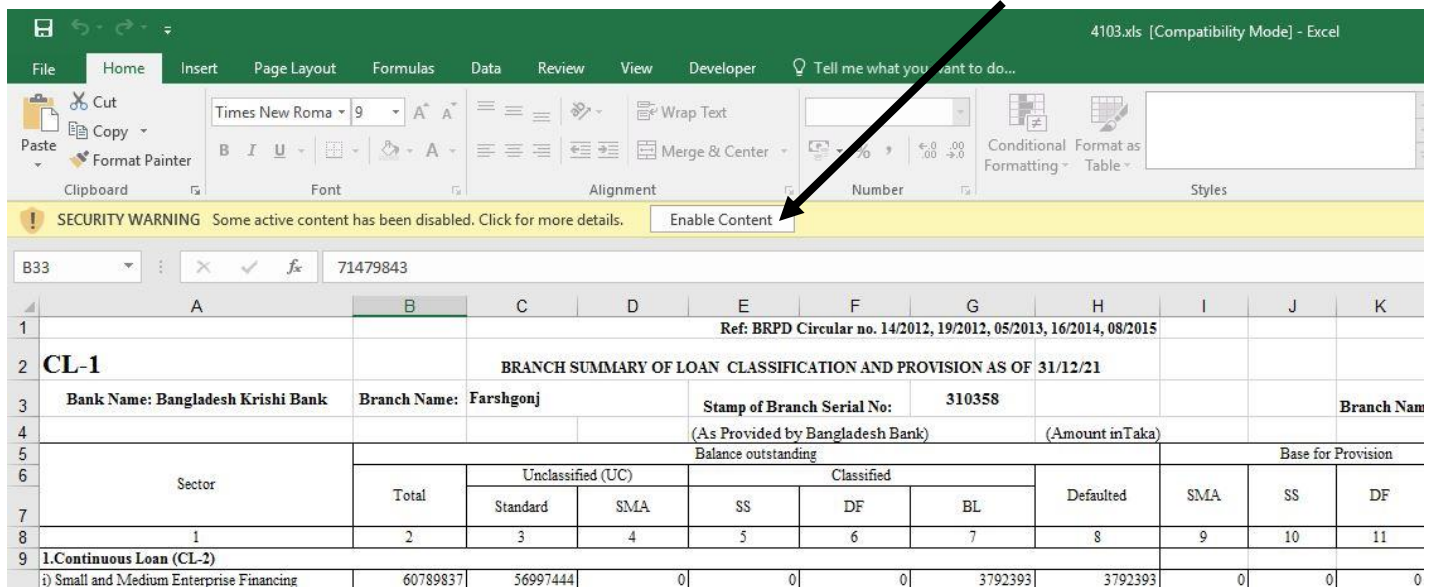 4103.xls [Compatibility Mode] - Excel
File Home Insert Page Layout Formulas Data Review View Developer Tell me what you want to do...
Cut
Copy
Format Painter
Paste
Times New Roma 9
B I U
Wrap Text
Merge & Center
%
Conditional Formatting
Format as Table
Clipboard Font Alignment Number Styles
SECURITY WARNING Some active content has been disabled. Click for more details. Enable Content
B33 fx 71479843
A B C D E F G H I J K
1 Ref: BRPD Circular no. 14/2012, 19/2012, 05/2013, 16/2014, 08/2015
2 CL-1 BRANCH SUMMARY OF LOAN CLASSIFICATION AND PROVISION AS OF 31/12/21
3 Bank Name: Bangladesh Krishi Bank Branch Name: Farshgonj Stamp of Branch Serial No: 310358 Branch Nam
4 (As Provided by Bangladesh Bank) (Amount inTaka)
5 Balance outstanding Base for Provision
6 Sector Total Unclassified (UC) Classified Defaulted SMA SS DF
7 Standard SMA SS DF BL
8 1 2 3 4 5 6 7 8 9 10 11
9 1.Continuous Loan (CL-2)
i) Small and Medium Enterprise Financing 60789837 56997444 0 0 0 3792393 3792393 0 0 0